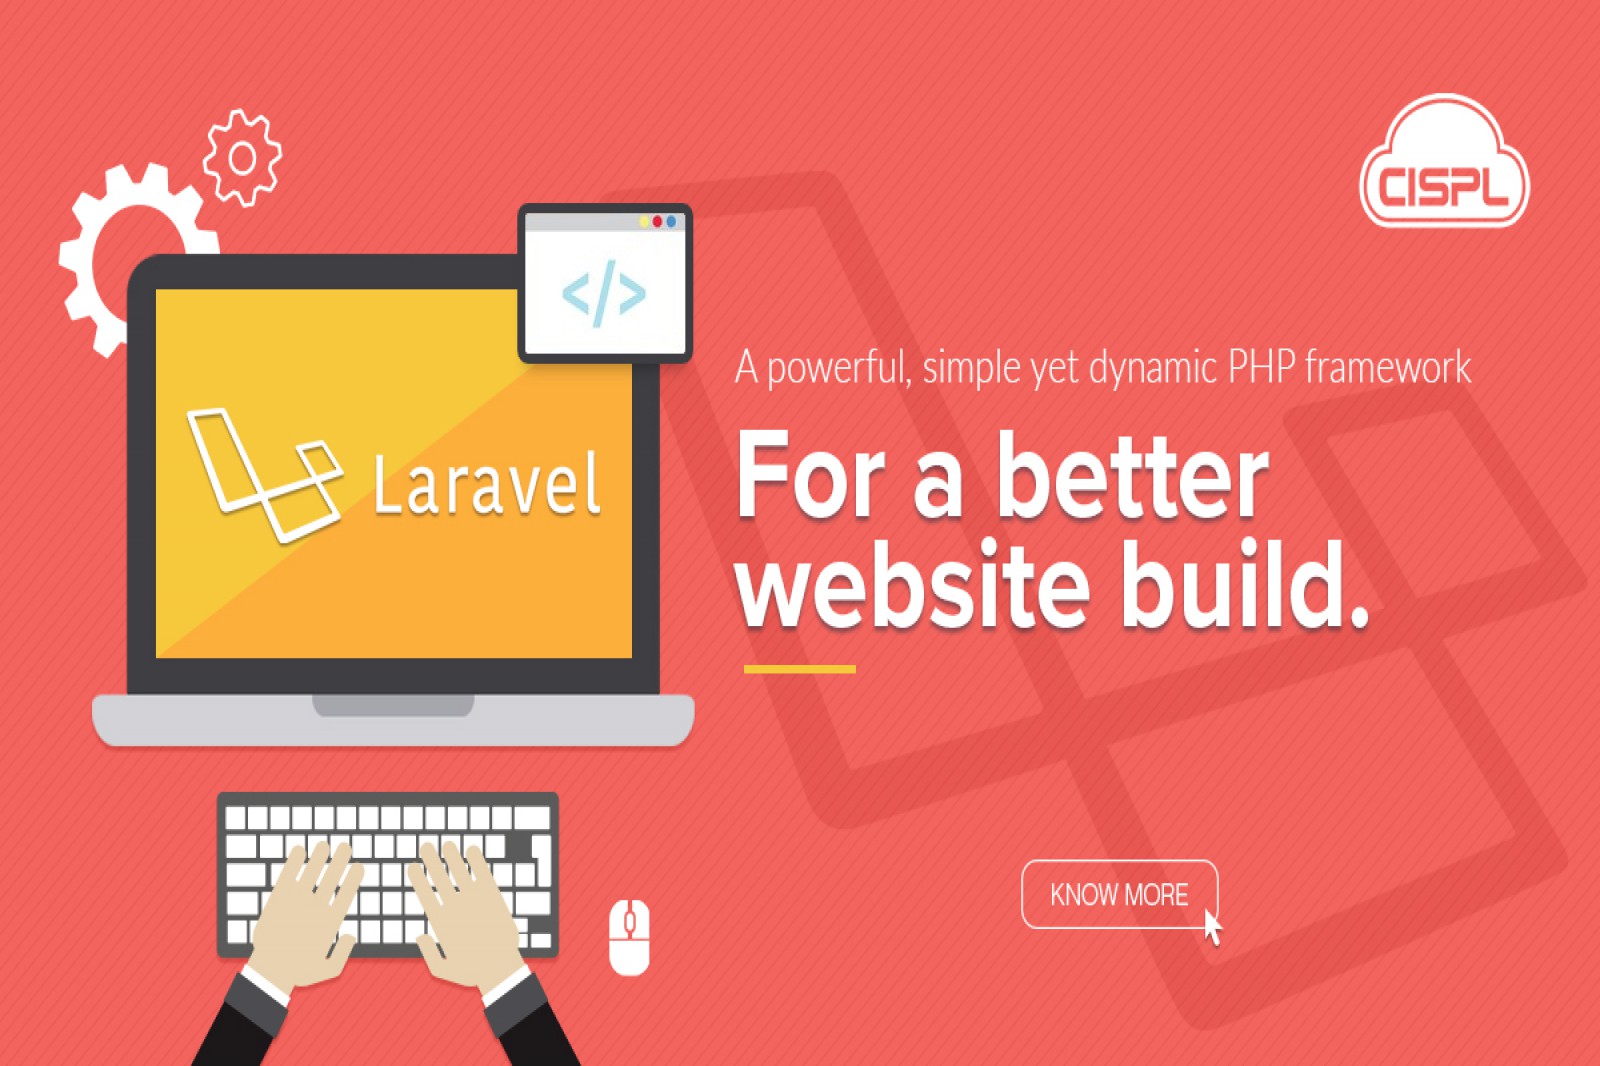 CISPL
</>
Laravel
A powerful, simple yet dynamic PHP framework
For a better
website build.
KNOW MORE